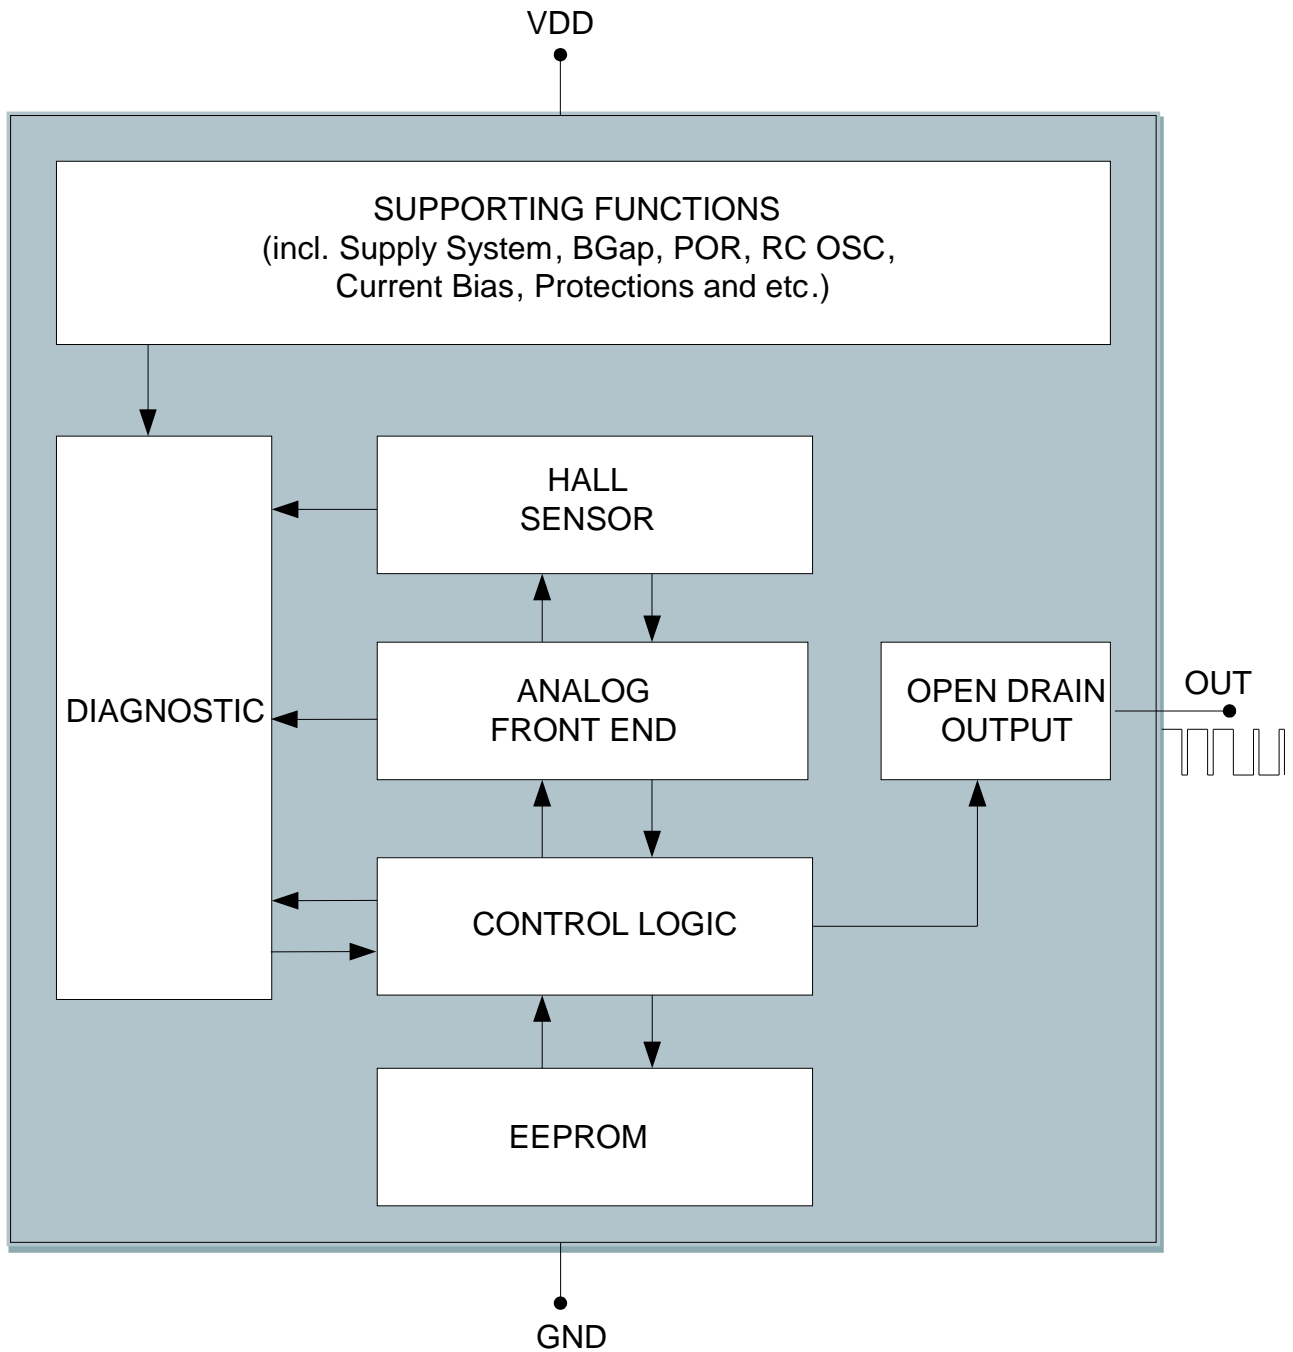 VDD
SUPPORTING FUNCTIONS
(incl. Supply System, BGap, POR, RC OSC,
Current Bias, Protections and etc.)
HALL
SENSOR
DIAGNOSTIC
ANALOG
FRONT END
OPEN DRAIN
OUTPUT
OUT
CONTROL LOGIC
EEPROM
GND